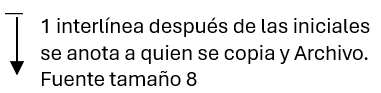 1 interlínea después de las iniciales
se anota a quien se copia y Archivo.
Fuente tamaño 8